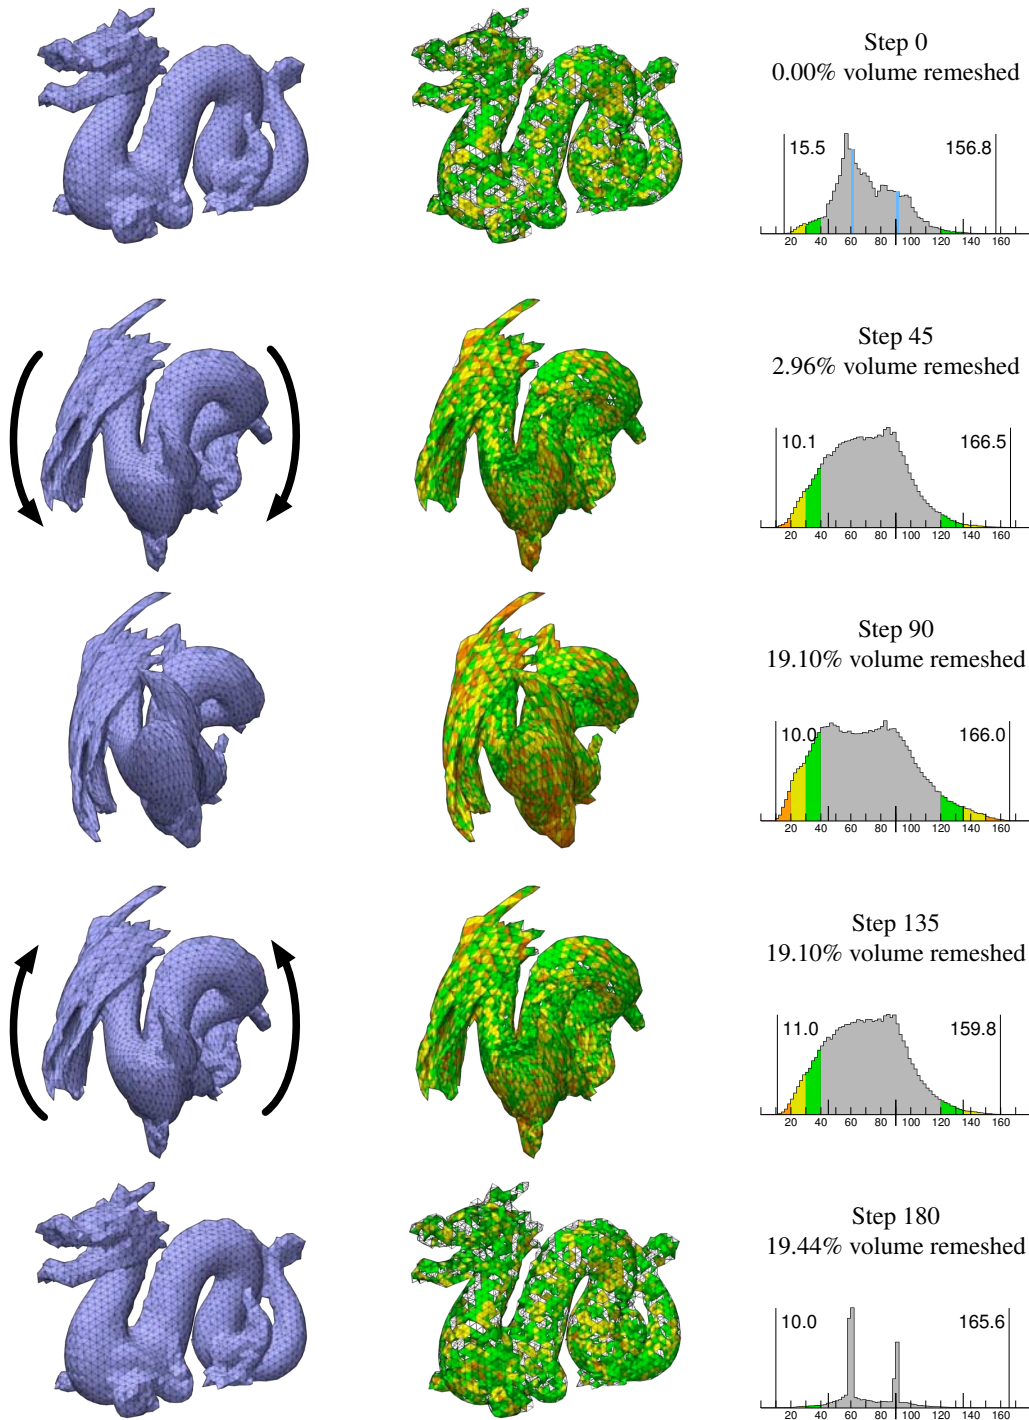 Step 0
0.00% volume remeshed
15.5 156.8
20 40 60 80 100 120 140 160
Step 45
2.96% volume remeshed
10.1 166.5
20 40 60 80 100 120 140 160
Step 90
19.10% volume remeshed
10.0 166.0
20 40 60 80 100 120 140 160
Step 135
19.10% volume remeshed
11.0 159.8
20 40 60 80 100 120 140 160
Step 180
19.44% volume remeshed
10.0 165.6
20 40 60 80 100 120 140 160